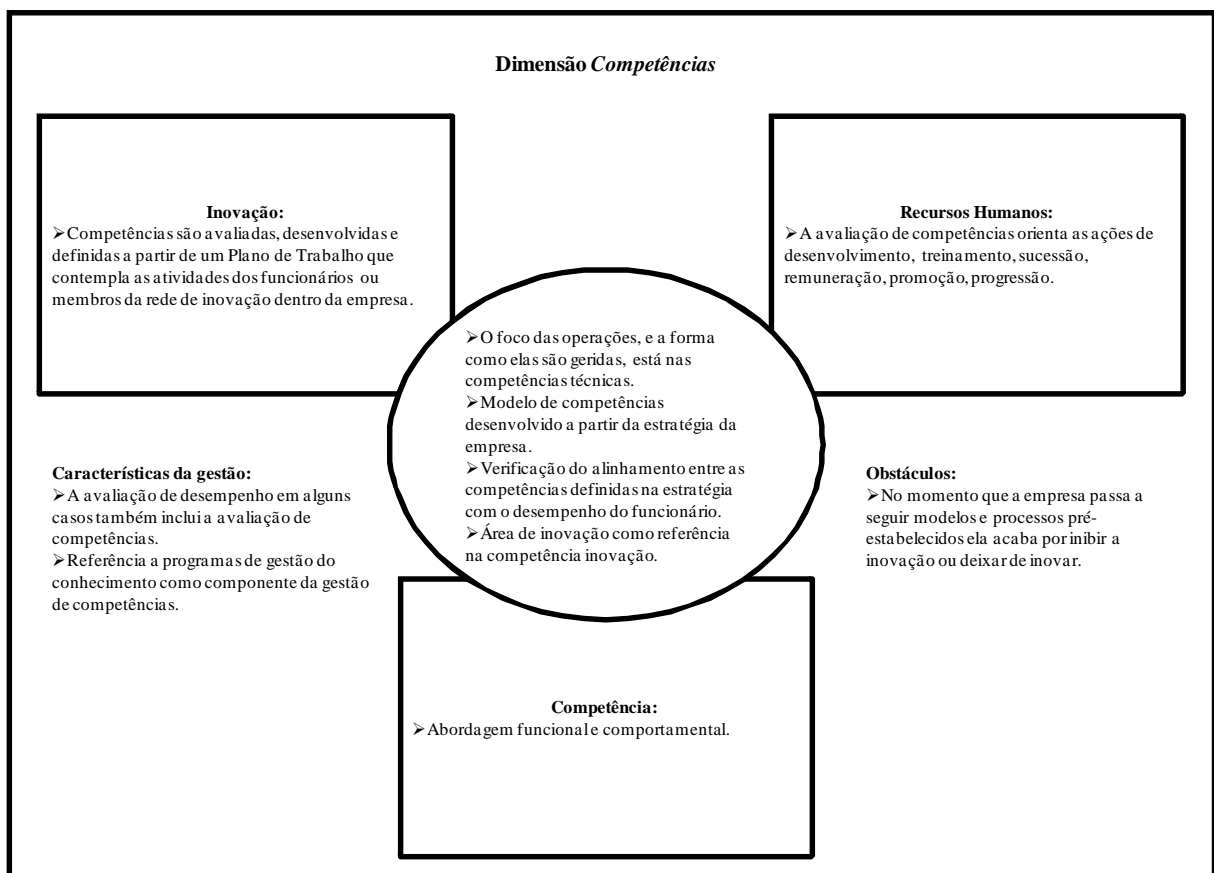 Dimensão Competências
Inovação:
➢Competências são avaliadas, desenvolvidas e
definidas a partir de um Plano de Trabalho que
contempla as atividades dos funcionários ou
membros da rede de inovação dentro da empresa.
Recursos Humanos:
➢A avaliação de competências orienta as ações de
desenvolvimento, treinamento, sucessão,
remuneração, promoção, progressão.
➢O foco das operações, e a forma
como elas são geridas, está nas
competências técnicas.
➢Modelo de competências
desenvolvido a partir da estratégia da
empresa.
➢Verificação do alinhamento entre as
competências definidas na estratégia
com o desempenho do funcionário.
➢Área de inovação como referência
na competência inovação.
Características da gestão:
➢A avaliação de desempenho em alguns
casos também inclui a avaliação de
competências.
➢Referência a programas de gestão do
conhecimento como componente da gestão
de competências.
Obstáculos:
➢No momento que a empresa passa a
seguir modelos e processos pré-
estabelecidos ela acaba por inibir a
inovação ou deixar de inovar.
Competência:
➢Abordagem funcional e comportamental.